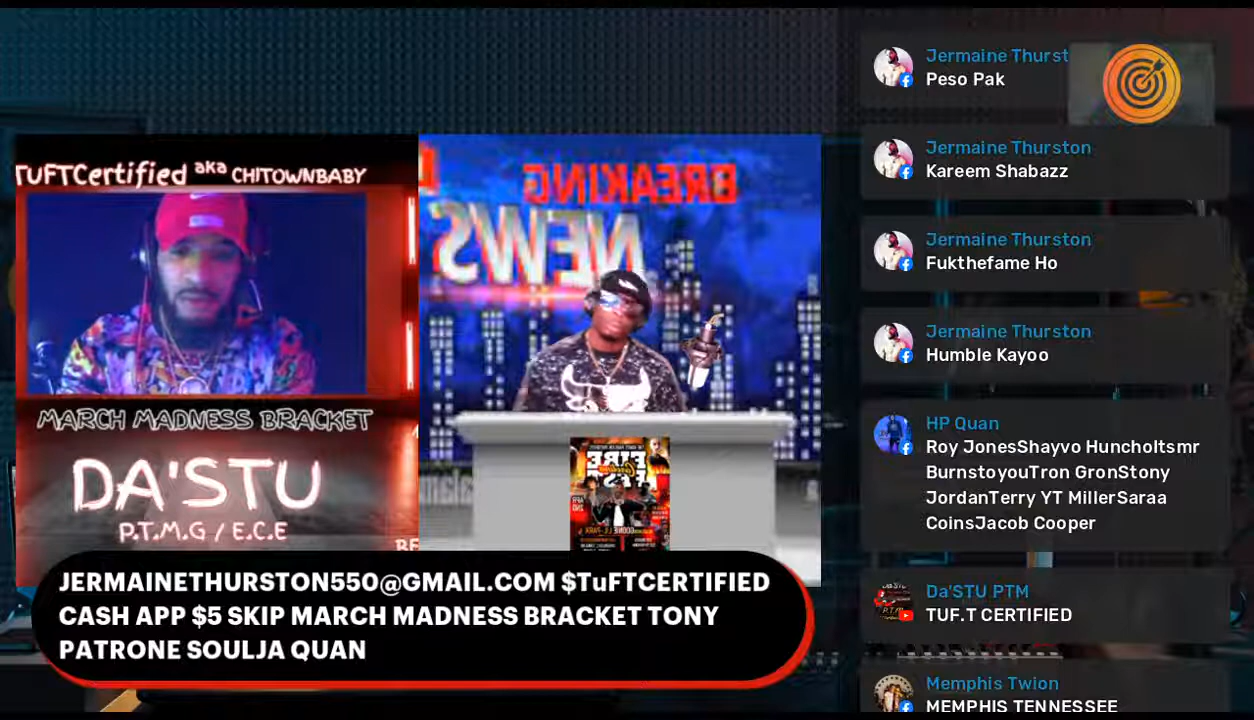 TUFTCertified aka CHITOWNBABY
MARCH MADNESS BRACKET
DA'STU
P.T.M.G / E.C.E
BREAKING
NEWS
FIRE
JERMAINETHURSTON550@GMAIL.COM $TuFTCERTIFIED
CASH APP $5 SKIP MARCH MADNESS BRACKET TONY
PATRONE SOULJA QUAN
Jermaine Thurst
Peso Pak
Jermaine Thurston
Kareem Shabazz
Jermaine Thurston
Fukthefame Ho
Jermaine Thurston
Humble Kayoo
HP Quan
Roy JonesShayvo Huncholtsmr
BurnstoyouTron GronStony
JordanTerry YT MillerSaraa
CoinsJacob Cooper
Da'STU PTM
TUF.T CERTIFIED
Memphis Twion
MEMPHIS TENNESSEE